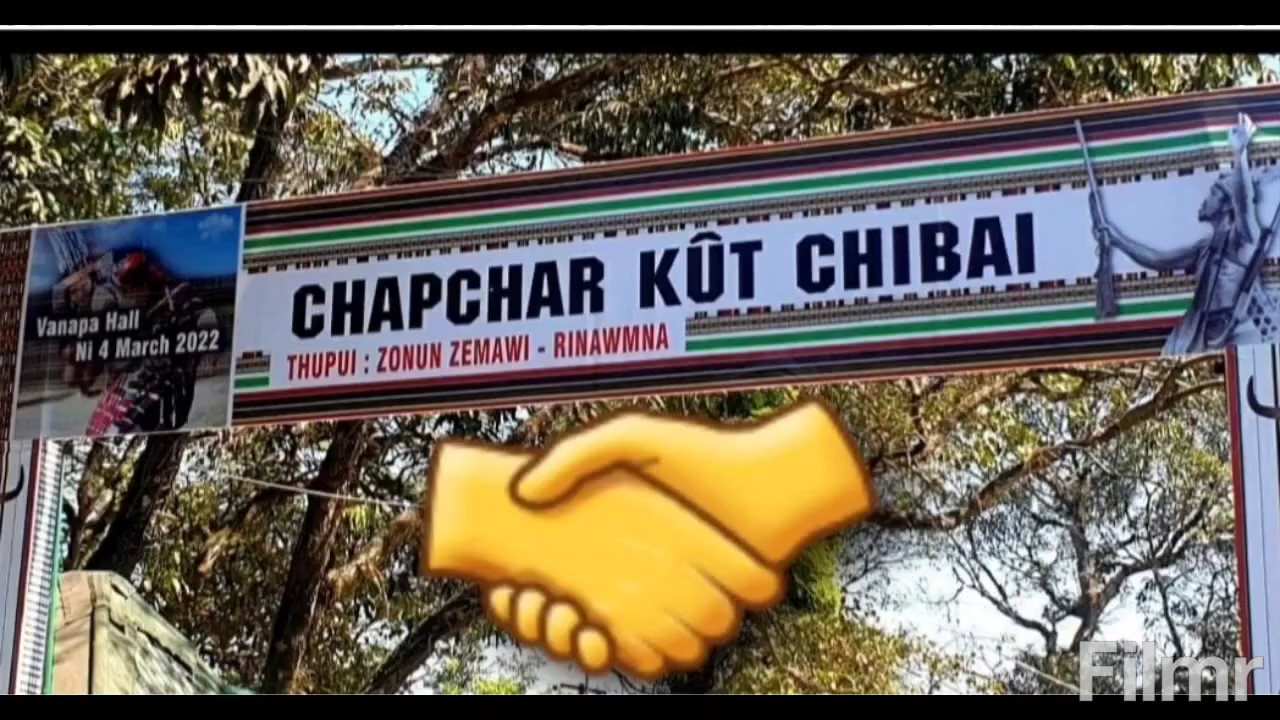 Vanapa Hall
Ni 4 March 2022
CHAPCHAR KÛT CHIBAI
THUPUI : ZONUN ZEMAWI - RINAWMNA
Filmr